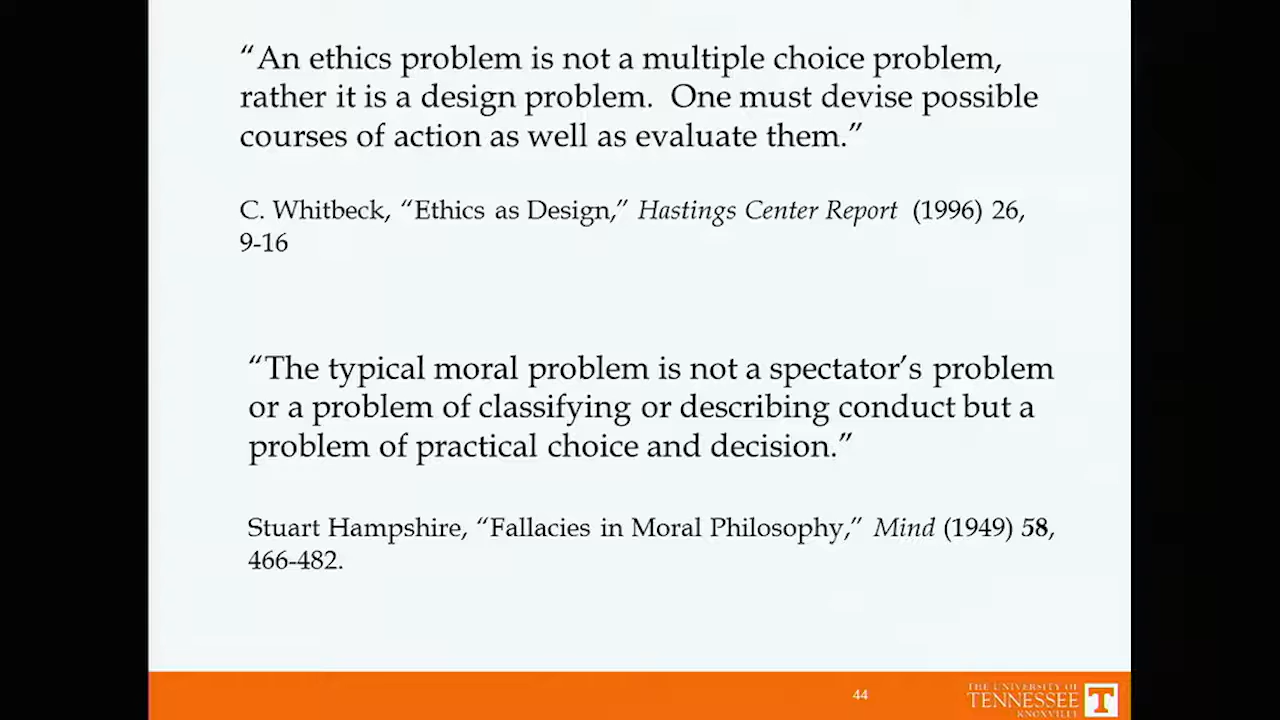 “An ethics problem is not a multiple choice problem,
rather it is a design problem.  One must devise possible
courses of action as well as evaluate them.”
C. Whitbeck, “Ethics as Design,” Hastings Center Report (1996) 26,
9-16
“The typical moral problem is not a spectator’s problem
or a problem of classifying or describing conduct but a
problem of practical choice and decision.”
Stuart Hampshire, “Fallacies in Moral Philosophy,” Mind (1949) 58,
466-482.
44
THE UNIVERSITY OF
TENNESSEE
KNOXVILLE
T